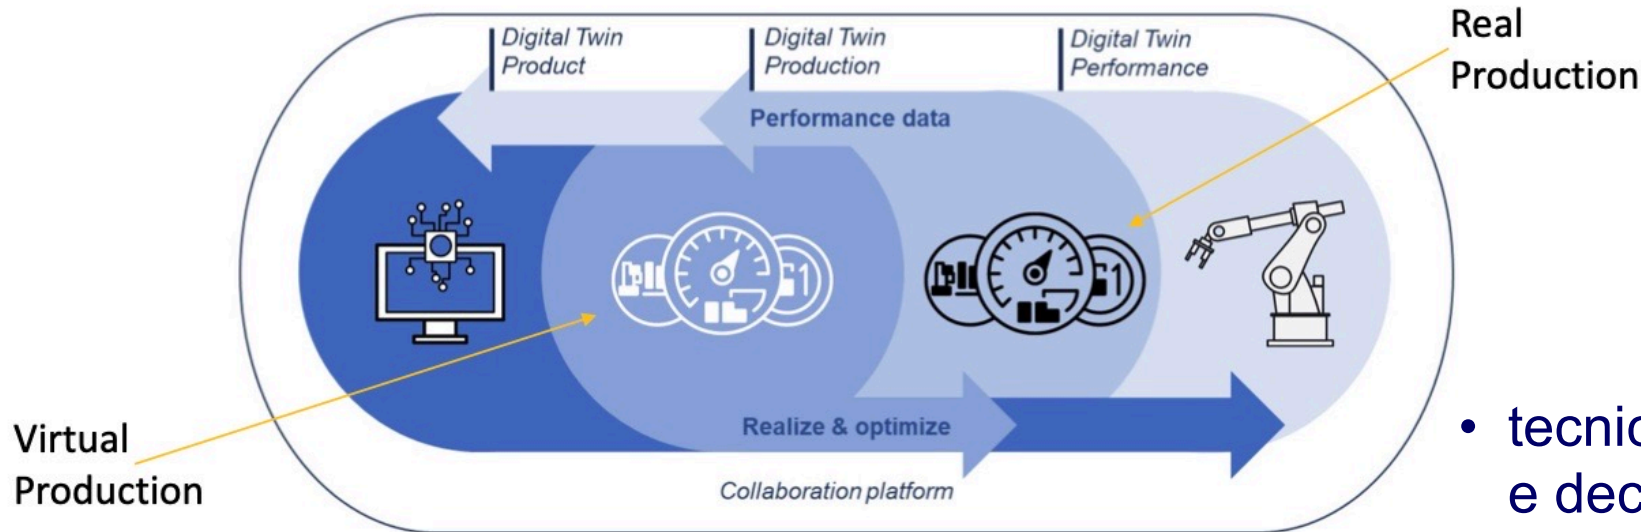 Digital Twin
Product
Digital Twin
Production
Digital Twin
Performance
Real
Production
Performance data
Virtual
Production
Realize & optimize
Collaboration platform
• tecnic
e dec